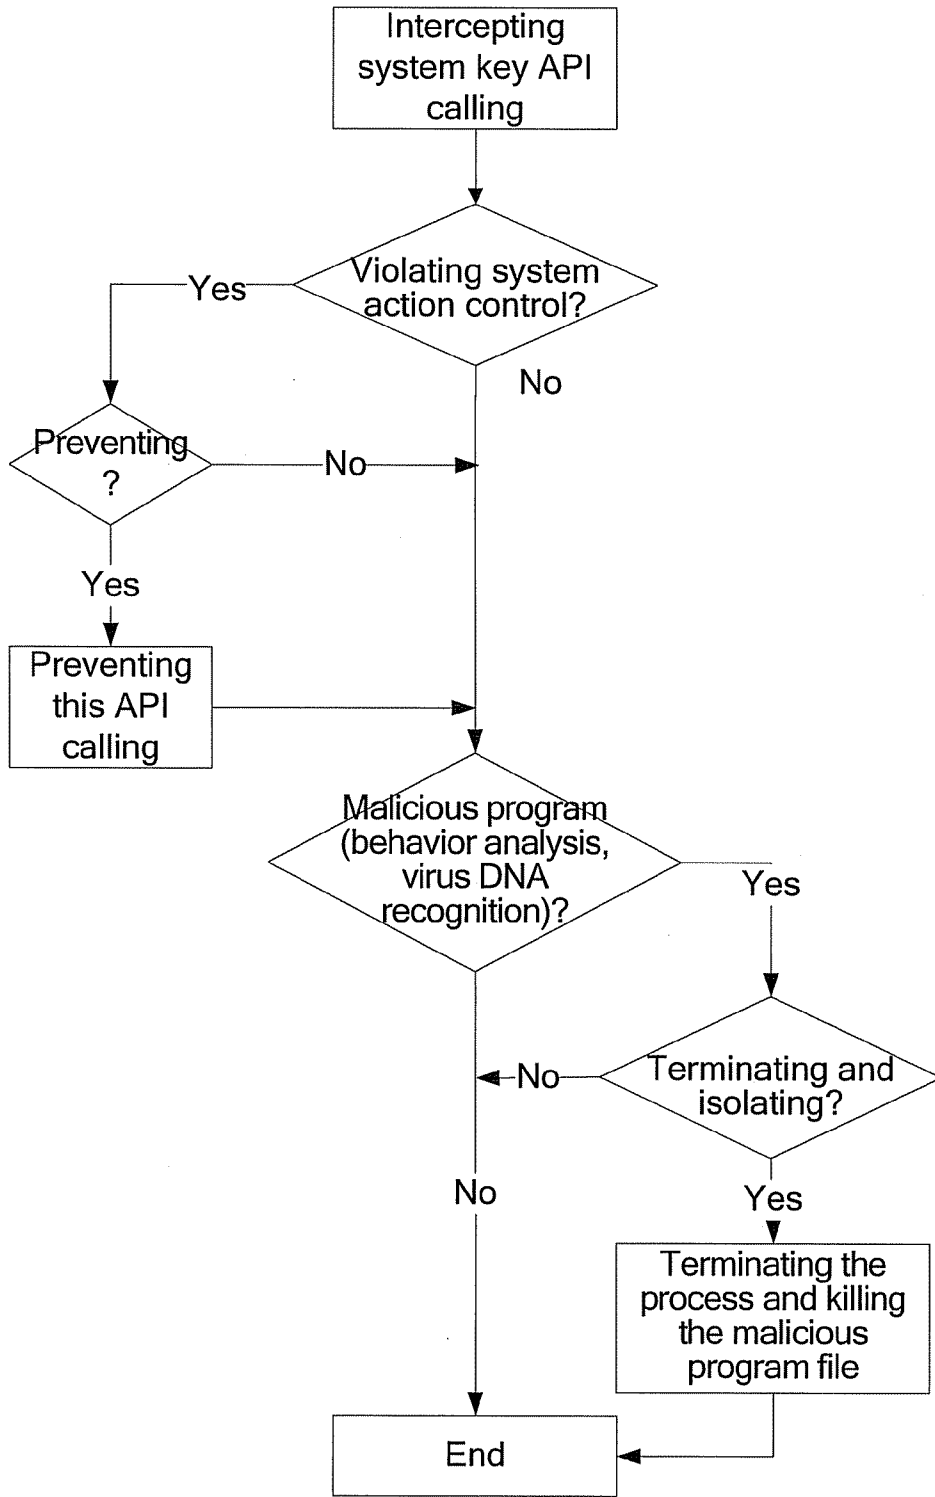 Intercepting
system key API
calling
Violating system
action control?
Yes
No
Preventing
?
No
Yes
Preventing
this API
calling
Malicious program
(behavior analysis,
virus DNA
recognition)?
Yes
Terminating and
isolating?
No
No
Yes
Terminating the
process and killing
the malicious
program file
End